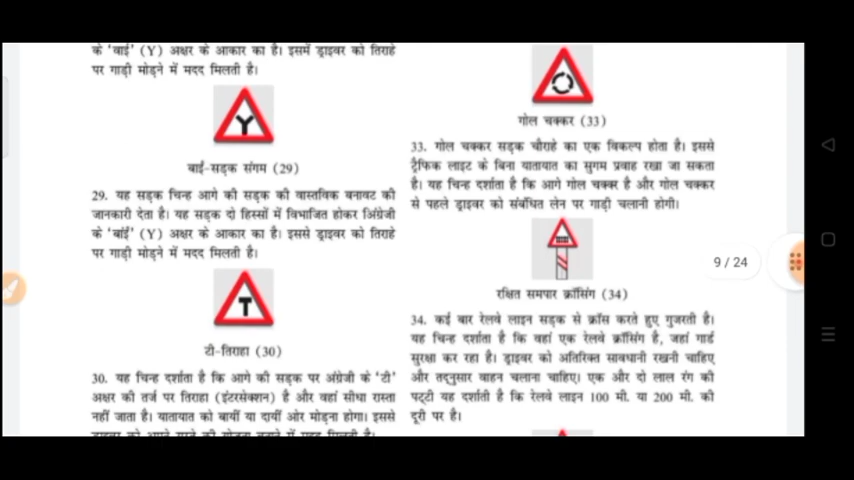 के 'वाई' (Y) अक्षर के आकार का है। इसमें ड्राइवर को तिराहे
पर गाड़ी मोड़ने में मदद मिलती है।
वाई-सड़क संगम (29)
29. यह सड़क चिन्ह आगे की सड़क की वास्तविक बनावट की
जानकारी देता है। यह सड़क दो हिस्सों में विभाजित होकर अंग्रेजी
के 'वाई' (Y) अक्षर के आकार का है। इससे ड्राइवर को तिराहे
पर गाड़ी मोड़ने में मदद मिलती है।
टी-तिराहा (30)
30. यह चिन्ह दर्शाता है कि आगे की सड़क पर अंग्रेजी के 'टी'
अक्षर की तर्ज पर तिराहा (इंटरसेक्शन) है और वहां सीधा रास्ता
नहीं जाता है। यातायात को बायीं या दायीं ओर मोड़ना होगा। इससे
ड्राइवर को अपने रास्ते की योजना बनाने में मदद मिलती है।
गोल चक्कर (33)
33. गोल चक्कर सड़क चौराहे का एक विकल्प होता है। इससे
ट्रैफिक लाइट के बिना यातायात का सुगम प्रवाह रखा जा सकता
है। यह चिन्ह दर्शाता है कि आगे गोल चक्कर है और गोल चक्कर
से पहले ड्राइवर को संबंधित लेन पर गाड़ी चलानी होगी।
रक्षित समपार क्रॉसिंग (34)
34. कई बार रेलवे लाइन सड़क से क्रॉस करते हुए गुजरती है।
यह चिन्ह दर्शाता है कि वहां एक रेलवे क्रॉसिंग है, जहां गार्ड
सुरक्षा कर रहा है। ड्राइवर को अतिरिक्त सावधानी रखनी चाहिए
और तद्नुसार वाहन चलाना चाहिए। एक और दो लाल रंग की
पट्टी यह दर्शाती है कि रेलवे लाइन 100 मी. या 200 मी. की
दूरी पर है।
9 / 24